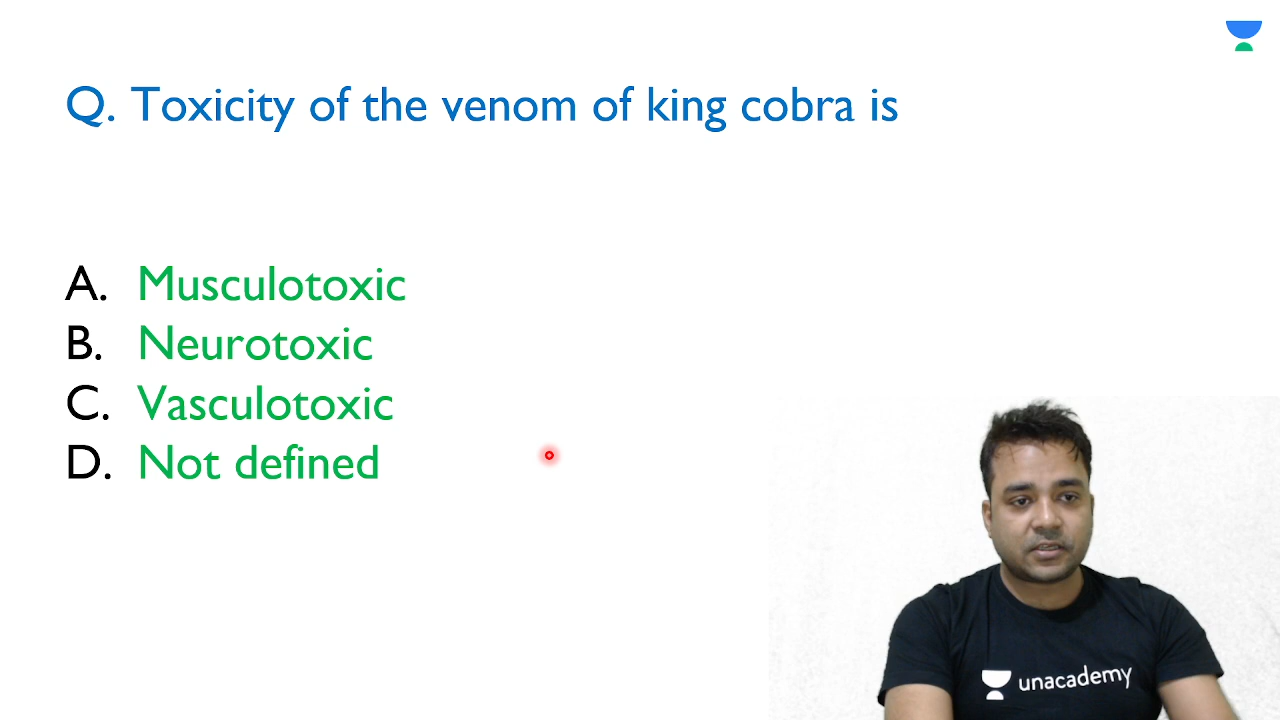 Q. Toxicity of the venom of king cobra is
A. Musculotoxic
B. Neurotoxic
C. Vasculotoxic
D. Not defined
unacademy